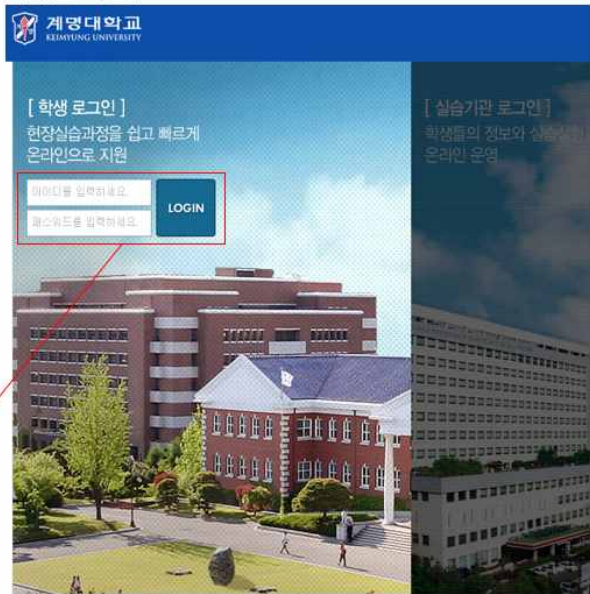 계명대학교
KEIMYUNG UNIVERSITY
[ 학생 로그인 ]
현장실습과정을 쉽고 빠르게
온라인으로 지원
아이디를 입력하세요.
패스워드를 입력하세요.
LOGIN
[ 실습기관 로그인 ]
학생들의 정보와
온라인 운영